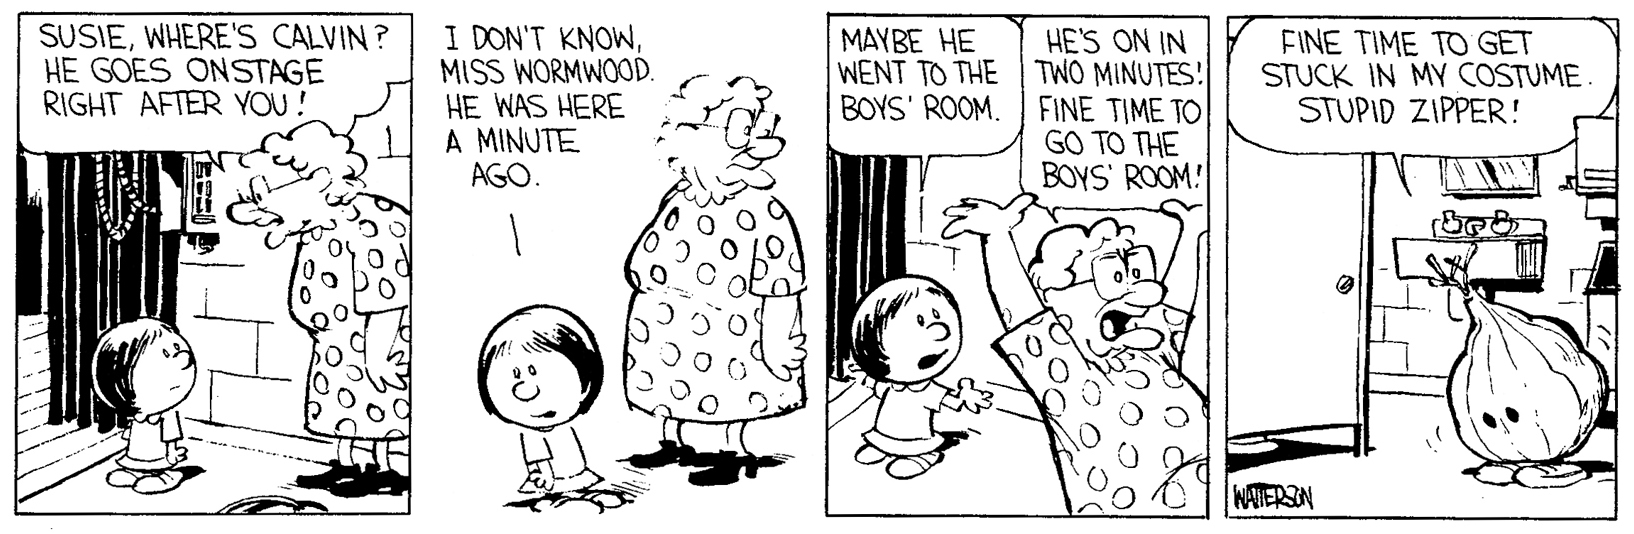 SUSIE, WHERE'S CALVIN?
HE GOES ONSTAGE
RIGHT AFTER YOU!
I DON'T KNOW,
MISS WORMWOOD.
HE WAS HERE
A MINUTE
AGO.
MAYBE HE
WENT TO THE
BOYS' ROOM.
HE'S ON IN
TWO MINUTES!
FINE TIME TO
GO TO THE
BOYS' ROOM!
FINE TIME TO GET
STUCK IN MY COSTUME.
STUPID ZIPPER!
WATTERSON